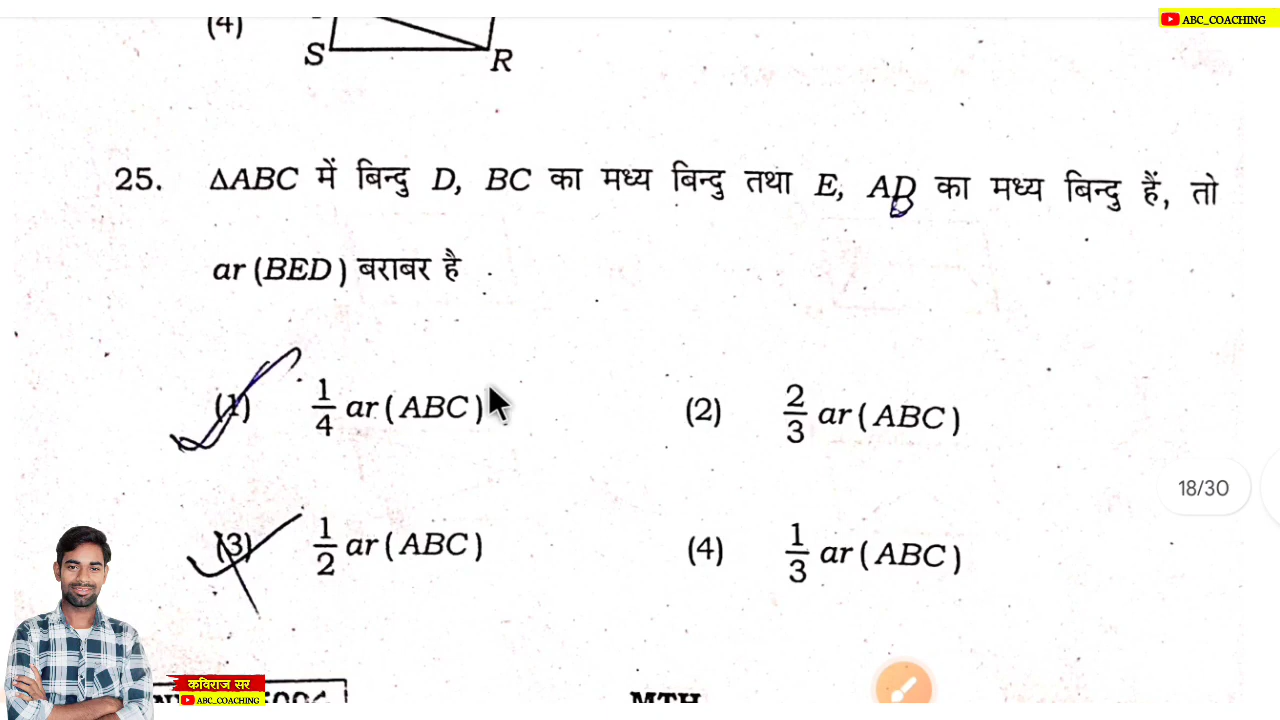 ABC_COACHING
(4)
S R
25. ΔABC में बिन्दु D, BC का मध्य बिन्दु तथा E, AD का मध्य बिन्दु हैं, तो
ar (BED) बराबर है
(1) 1/4 ar (ABC) (2) 2/3 ar (ABC)
(3) 1/2 ar (ABC) (4) 1/3 ar (ABC)
18/30
कविराज सर
ABC_COACHING
MTH